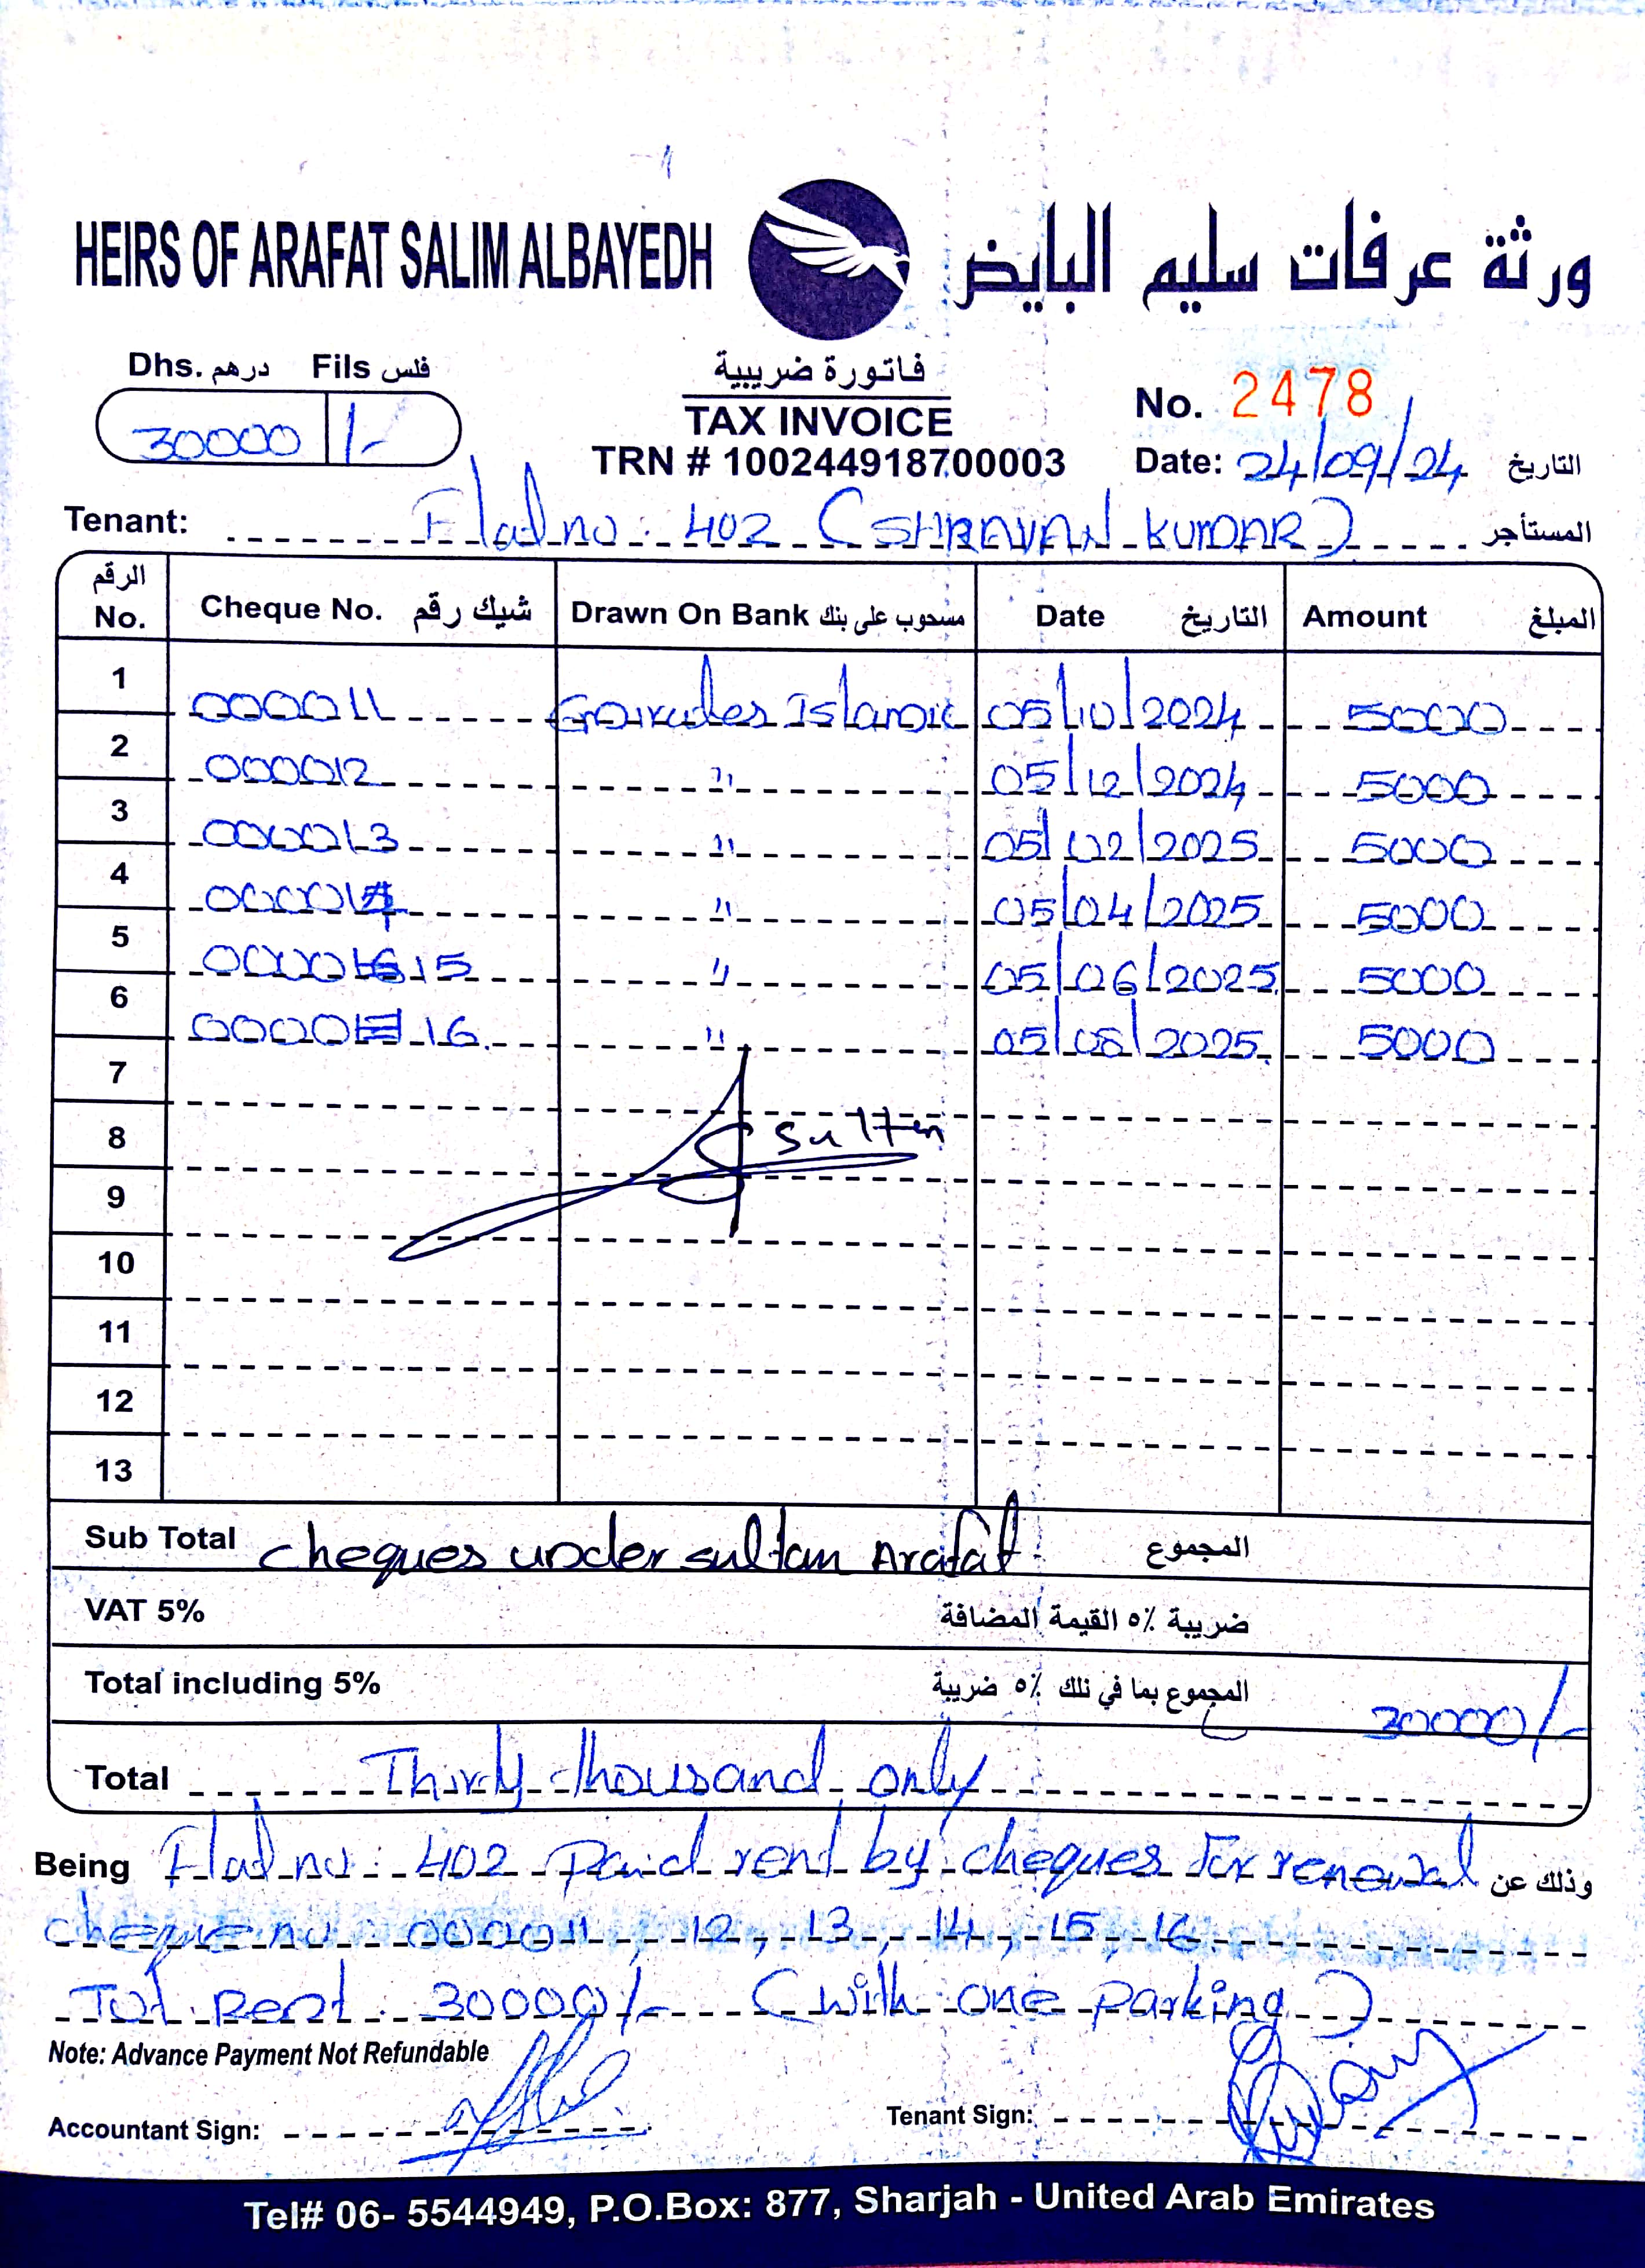 HEIRS OF ARAFAT SALIM ALBAYEDH ورثة عرفات سليم البايض
Dhs. درهم Fils فلس
30000 /-
فاتورة ضريبية
TAX INVOICE
TRN # 100244918700003
No. 2478
Date: 24/09/24 التاريخ
Tenant: Flat no: 402 (SHRAVAN KUMAR) المستأجر
الرقم No. Cheque No. شيك رقم Drawn On Bank مسحوب على بنك Date التاريخ Amount المبلغ
1 000011 Emirates Islamic 05/10/2024 5000
2 000012 " 05/12/2024 5000
3 000013 " 05/02/2025 5000
4 000014 " 05/04/2025 5000
5 0000 15 " 05/06/2025 5000
6 0000 16 " 05/08/2025 5000
7
8 Sultan
9
10
11
12
13
Sub Total cheques under sultan Arafat المجموع
VAT 5% ضريبة ٥٪ القيمة المضافة
Total including 5% المجموع بما في ذلك ٥٪ ضريبة 30000/-
Total Thirty thousand only
Being Flat no: 402 Paid rent by cheques for renewal وذلك عن
cheque no 000011, 12, 13, 14, 15, 16.
Tot. Rent. 30000/- (with one parking)
Note: Advance Payment Not Refundable
Accountant Sign: Tenant Sign:
Tel# 06- 5544949, P.O.Box: 877, Sharjah - United Arab Emirates